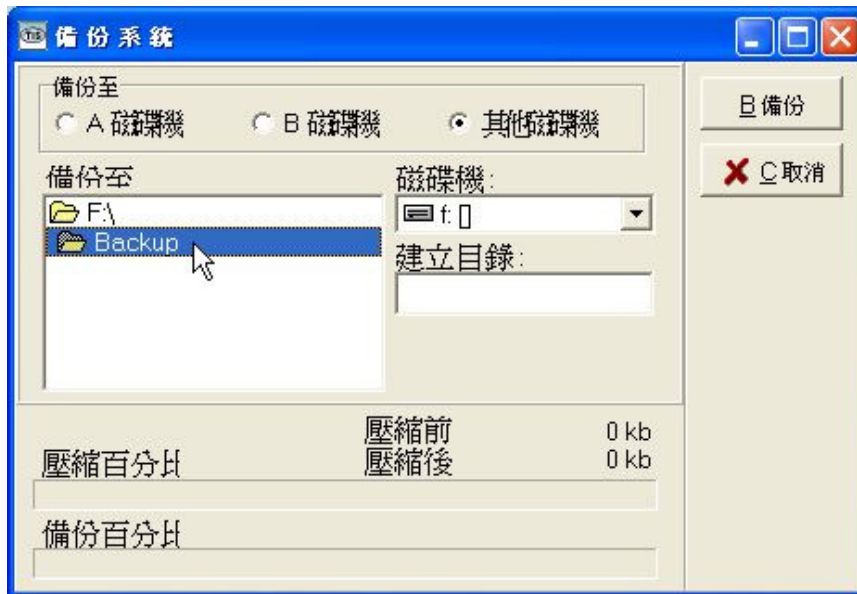 TIS 備份系統
備份至
A 磁碟機 B 磁碟機 其他磁碟機
B 備份
C 取消
備份至
F:\
Backup
磁碟機:
f: []
建立目錄:
壓縮前 0 kb
壓縮後 0 kb
壓縮百分比
備份百分比